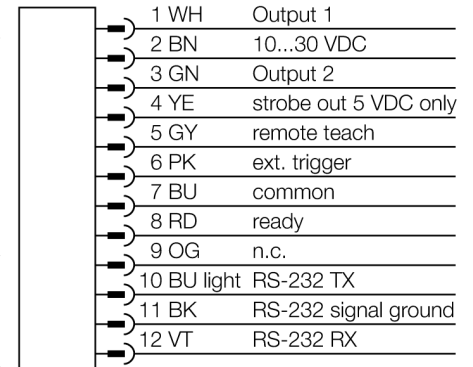 1 WH Output 1
2 BN 10...30 VDC
3 GN Output 2
4 YE strobe out 5 VDC only
5 GY remote teach
6 PK ext. trigger
7 BU common
8 RD ready
9 OG n.c.
10 BU light RS-232 TX
11 BK RS-232 signal ground
12 VT RS-232 RX